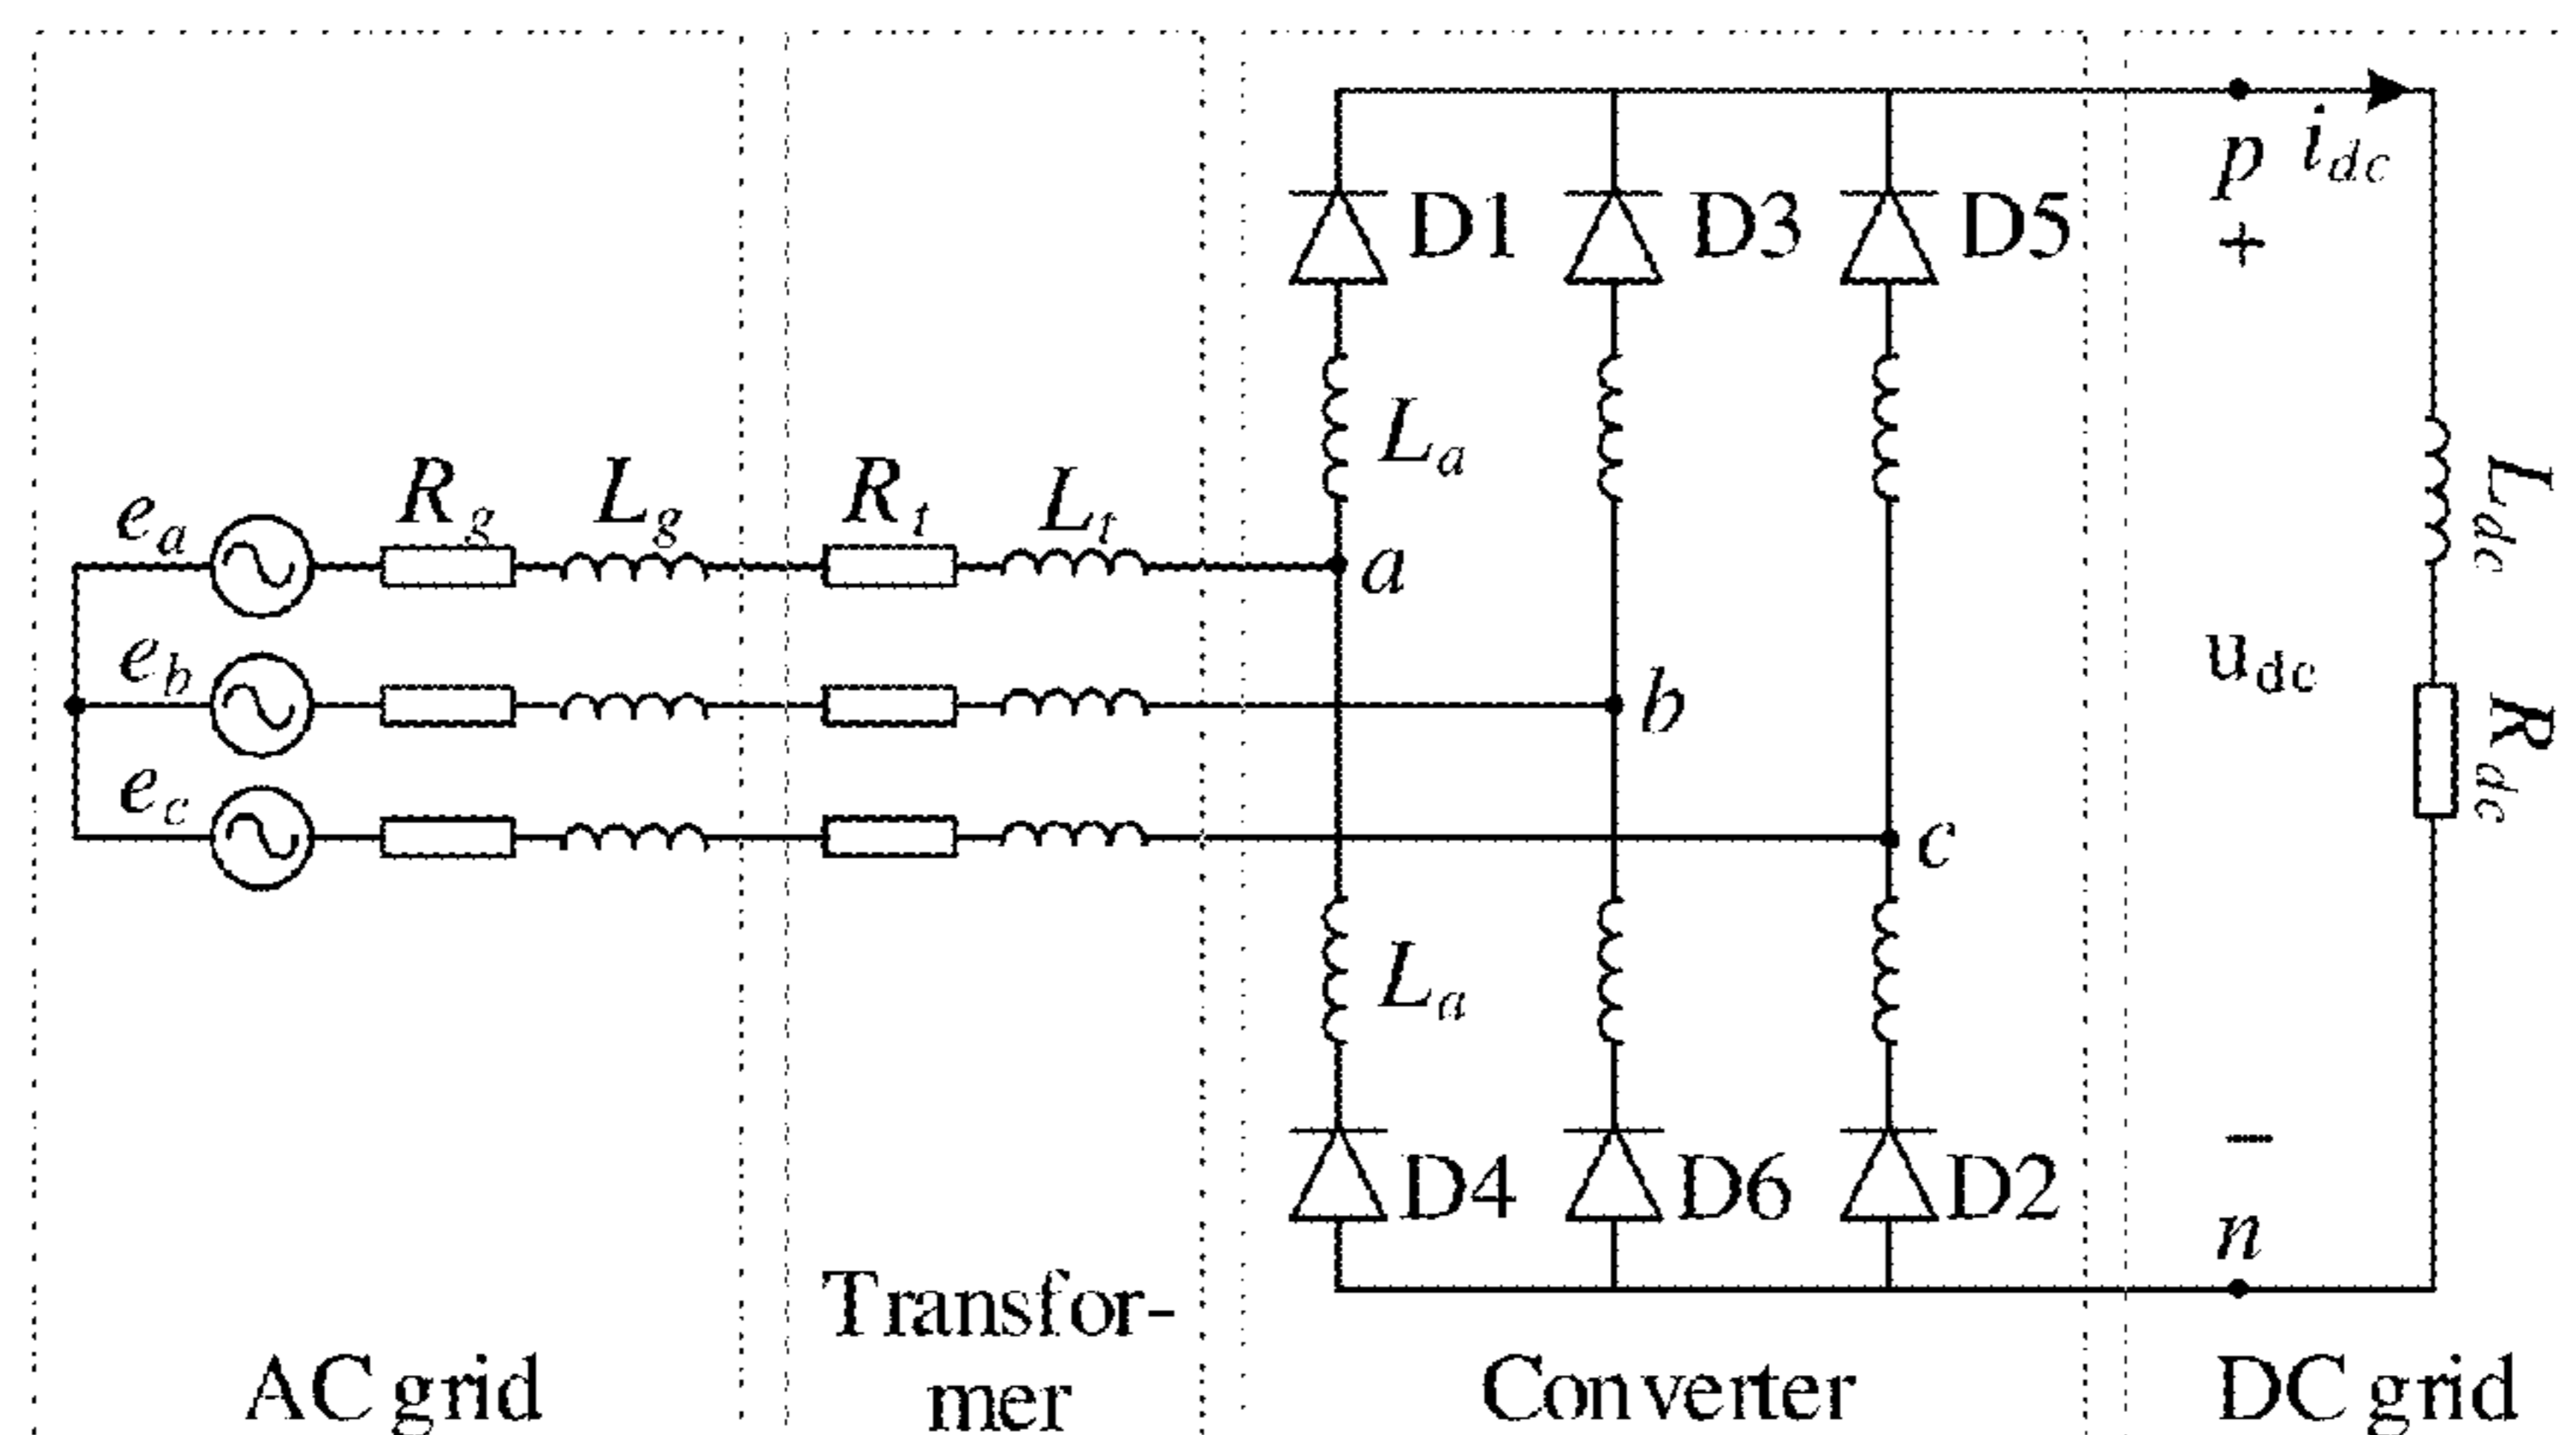 p i_dc
+
D1 D3 D5
L_a
L_dc
e_a R_g L_g R_t L_t
a
e_b
b
u_dc
R_dc
e_c
c
L_a
−
D4 D6 D2
n
Transfor-
mer
AC grid
Converter
DC grid